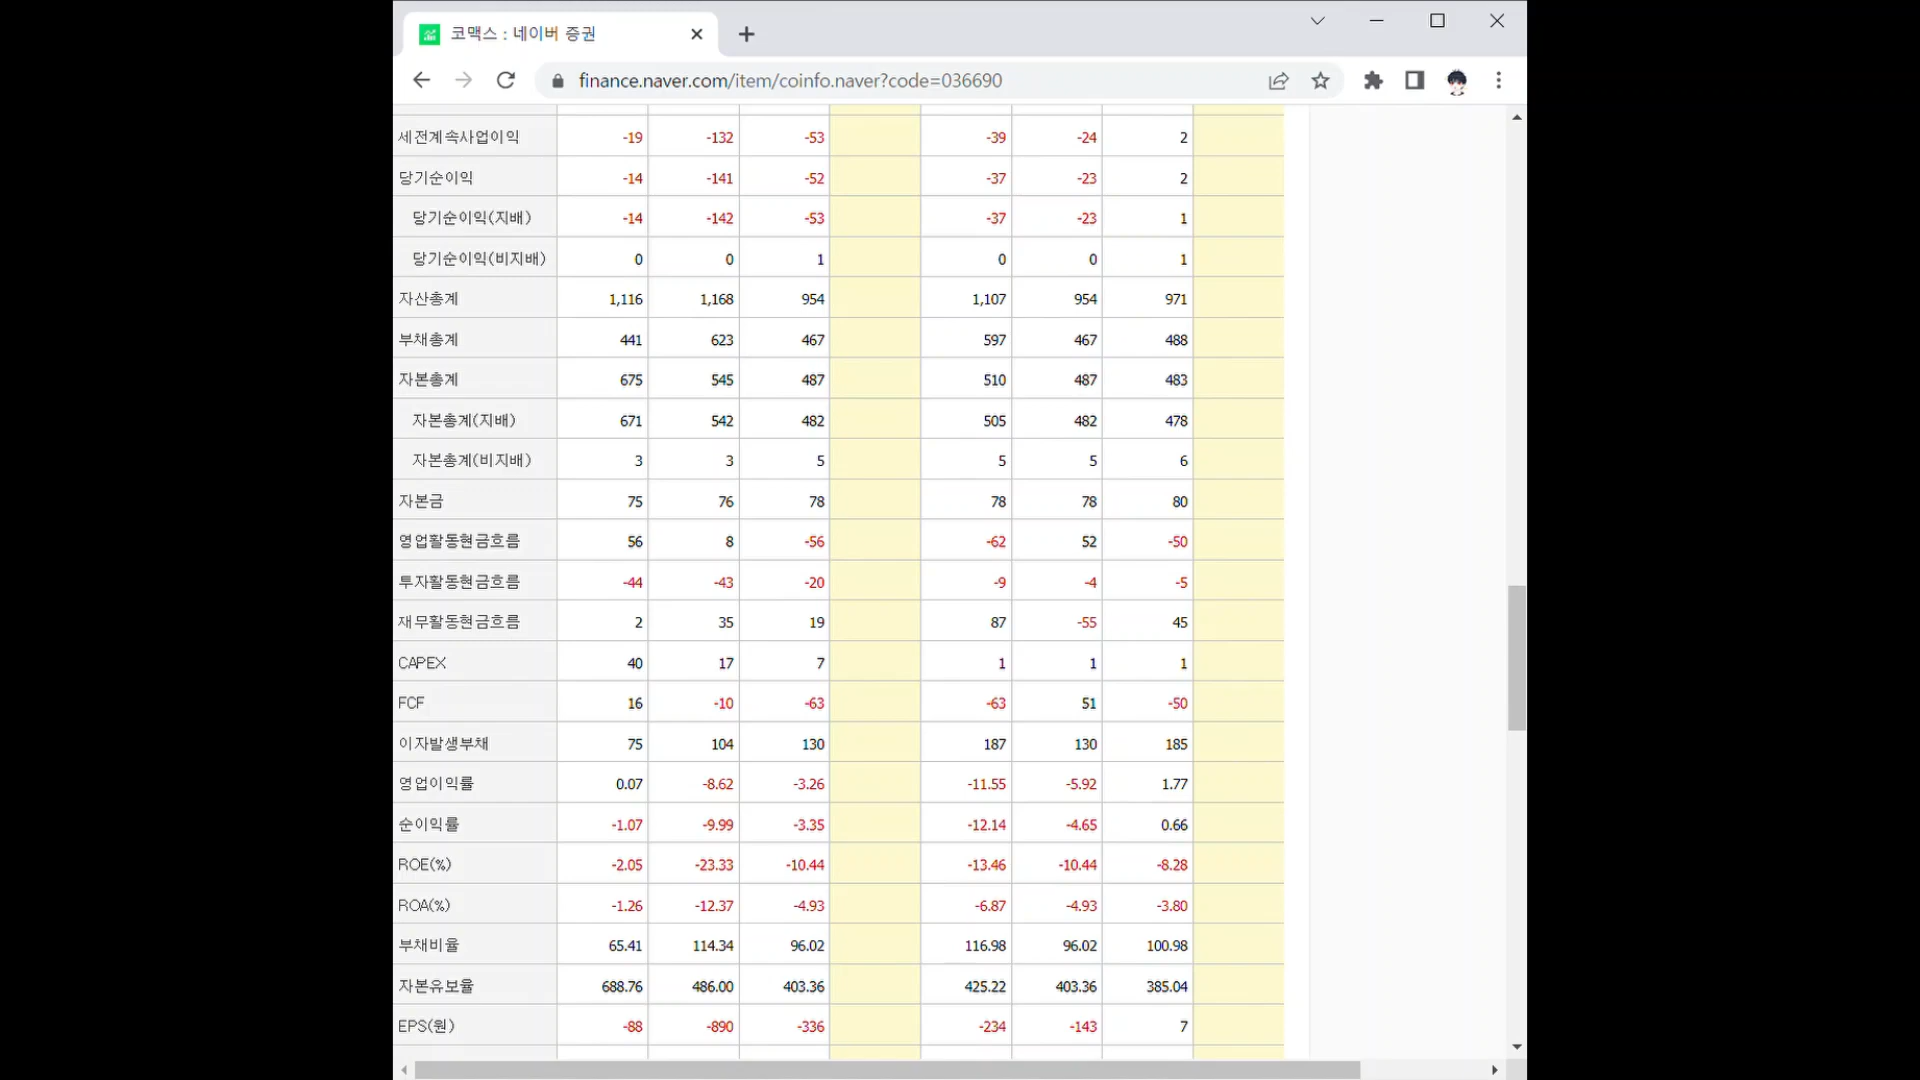 코맥스 : 네이버 증권
finance.naver.com/item/coinfo.naver?code=036690
세전계속사업이익 -19 -132 -53 -39 -24 2
당기순이익 -14 -141 -52 -37 -23 2
당기순이익(지배) -14 -142 -53 -37 -23 1
당기순이익(비지배) 0 0 1 0 0 1
자산총계 1,116 1,168 954 1,107 954 971
부채총계 441 623 467 597 467 488
자본총계 675 545 487 510 487 483
자본총계(지배) 671 542 482 505 482 478
자본총계(비지배) 3 3 5 5 5 6
자본금 75 76 78 78 78 80
영업활동현금흐름 56 8 -56 -62 52 -50
투자활동현금흐름 -44 -43 -20 -9 -4 -5
재무활동현금흐름 2 35 19 87 -55 45
CAPEX 40 17 7 1 1 1
FCF 16 -10 -63 -63 51 -50
이자발생부채 75 104 130 187 130 185
영업이익률 0.07 -8.62 -3.26 -11.55 -5.92 1.77
순이익률 -1.07 -9.99 -3.35 -12.14 -4.65 0.66
ROE(%) -2.05 -23.33 -10.44 -13.46 -10.44 -8.28
ROA(%) -1.26 -12.37 -4.93 -6.87 -4.93 -3.80
부채비율 65.41 114.34 96.02 116.98 96.02 100.98
자본유보율 688.76 486.00 403.36 425.22 403.36 385.04
EPS(원) -88 -890 -336 -234 -143 7